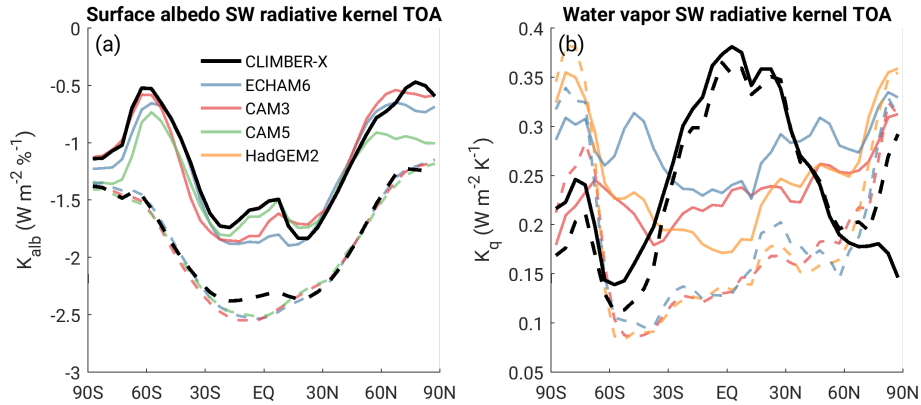 Surface albedo SW radiative kernel TOA
(a)
CLIMBER-X
ECHAM6
CAM3
CAM5
HadGEM2
K_alb (W m^-2 %^-1)
0
-0.5
-1
-1.5
-2
-2.5
-3
90S 60S 30S EQ 30N 60N 90N
Water vapor SW radiative kernel TOA
(b)
K_q (W m^-2 K^-1)
0.4
0.35
0.3
0.25
0.2
0.15
0.1
0.05
90S 60S 30S EQ 30N 60N 90N